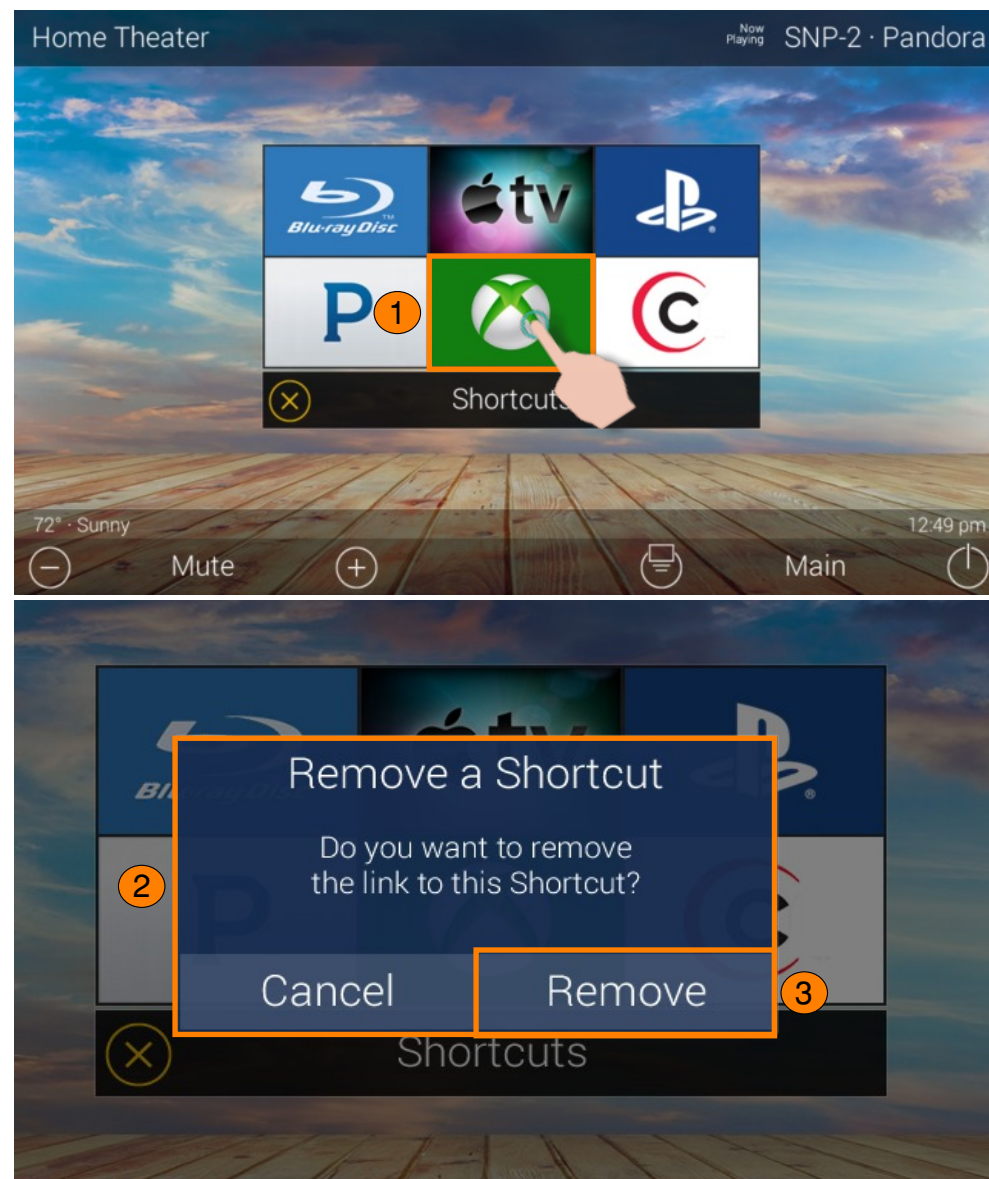 Home Theater
Now
Playing
SNP-2 · Pandora
Blu-ray Disc™
tv
P
1
C
Shortcuts
72° · Sunny
12:49 pm
Mute
Main
Remove a Shortcut
Do you want to remove
the link to this Shortcut?
2
Cancel
Remove
3
Shortcuts